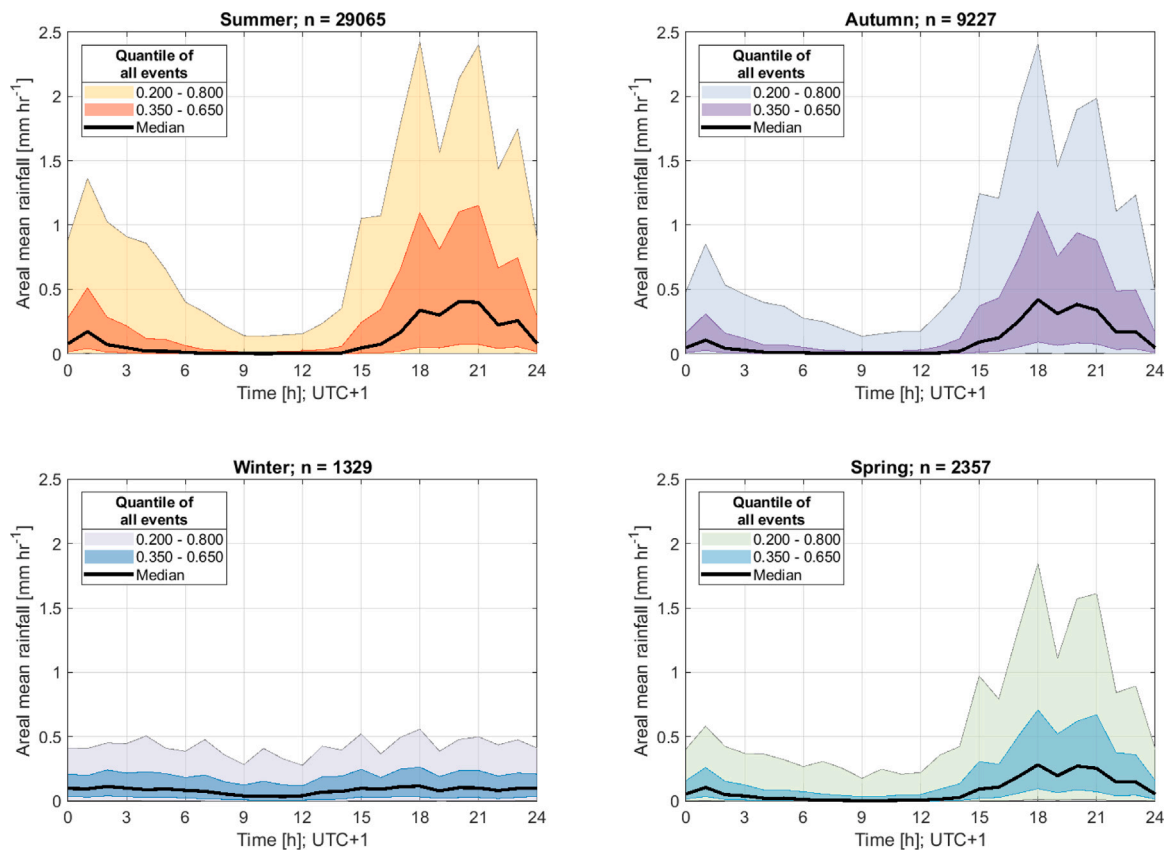 Summer; n = 29065
2.5
2
1.5
1
0.5
0
Areal mean rainfall [mm hr⁻¹]
Quantile of
all events
0.200 - 0.800
0.350 - 0.650
Median
0 3 6 9 12 15 18 21 24
Time [h]; UTC+1
Autumn; n = 9227
2.5
2
1.5
1
0.5
0
Areal mean rainfall [mm hr⁻¹]
Quantile of
all events
0.200 - 0.800
0.350 - 0.650
Median
0 3 6 9 12 15 18 21 24
Time [h]; UTC+1
Winter; n = 1329
2.5
2
1.5
1
0.5
0
Areal mean rainfall [mm hr⁻¹]
Quantile of
all events
0.200 - 0.800
0.350 - 0.650
Median
0 3 6 9 12 15 18 21 24
Time [h]; UTC+1
Spring; n = 2357
2.5
2
1.5
1
0.5
0
Areal mean rainfall [mm hr⁻¹]
Quantile of
all events
0.200 - 0.800
0.350 - 0.650
Median
0 3 6 9 12 15 18 21 24
Time [h]; UTC+1